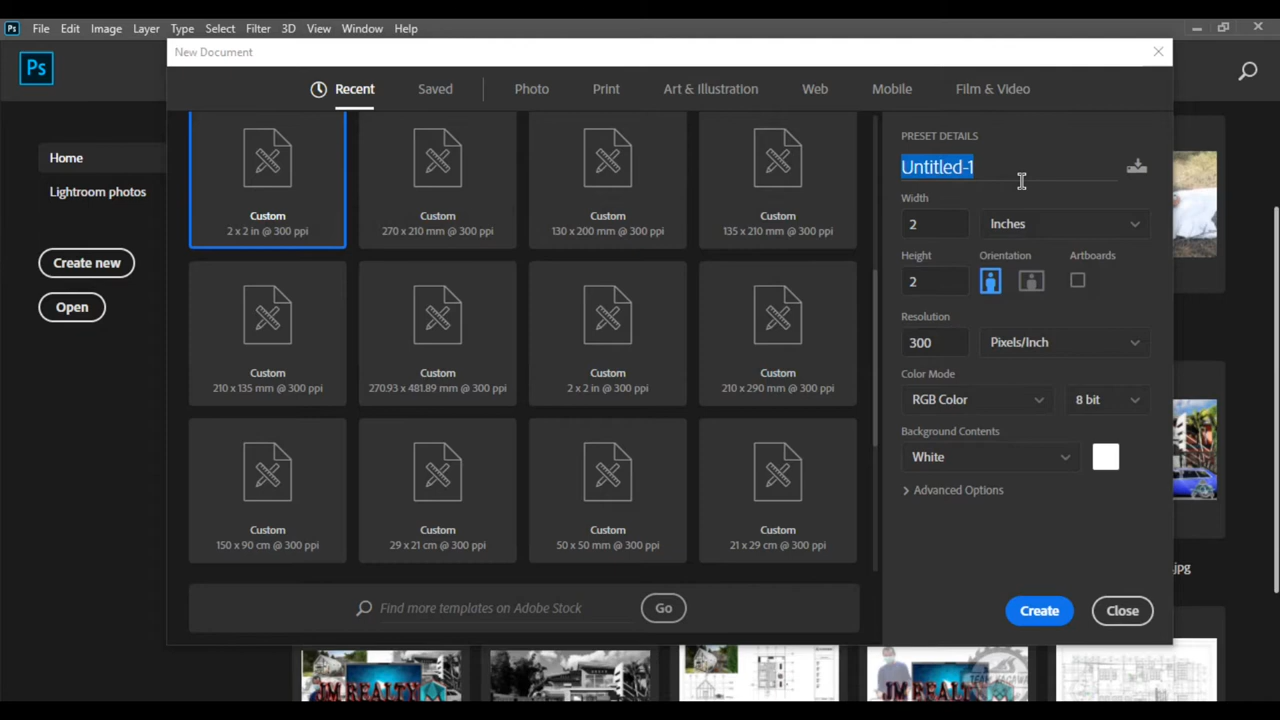 Ps File Edit Image Layer Type Select Filter 3D View Window Help
New Document
Ps
Recent Saved Photo Print Art & Illustration Web Mobile Film & Video
Home
Lightroom photos
Create new
Open
Custom Custom Custom Custom
2 x 2 in @ 300 ppi 270 x 210 mm @ 300 ppi 130 x 200 mm @ 300 ppi 135 x 210 mm @ 300 ppi
Custom Custom Custom Custom
210 x 135 mm @ 300 ppi 270.93 x 481.89 mm @ 300 ppi 2 x 2 in @ 300 ppi 210 x 290 mm @ 300 ppi
Custom Custom Custom Custom
150 x 90 cm @ 300 ppi 29 x 21 cm @ 300 ppi 50 x 50 mm @ 300 ppi 21 x 29 cm @ 300 ppi
Find more templates on Adobe Stock Go
PRESET DETAILS
Untitled-1
Width
2 Inches
Height Orientation Artboards
2
Resolution
300 Pixels/Inch
Color Mode
RGB Color 8 bit
Background Contents
White
Advanced Options
Create Close
.jpg
JM REALTY
JM REALTY